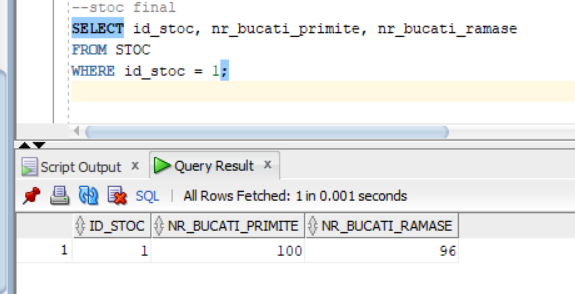 --stoc final
SELECT id_stoc, nr_bucati_primite, nr_bucati_ramase
FROM STOC
WHERE id_stoc = 1;
Script Output x Query Result x
SQL | All Rows Fetched: 1 in 0.001 seconds
ID_STOC NR_BUCATI_PRIMITE NR_BUCATI_RAMASE
1 1 100 96